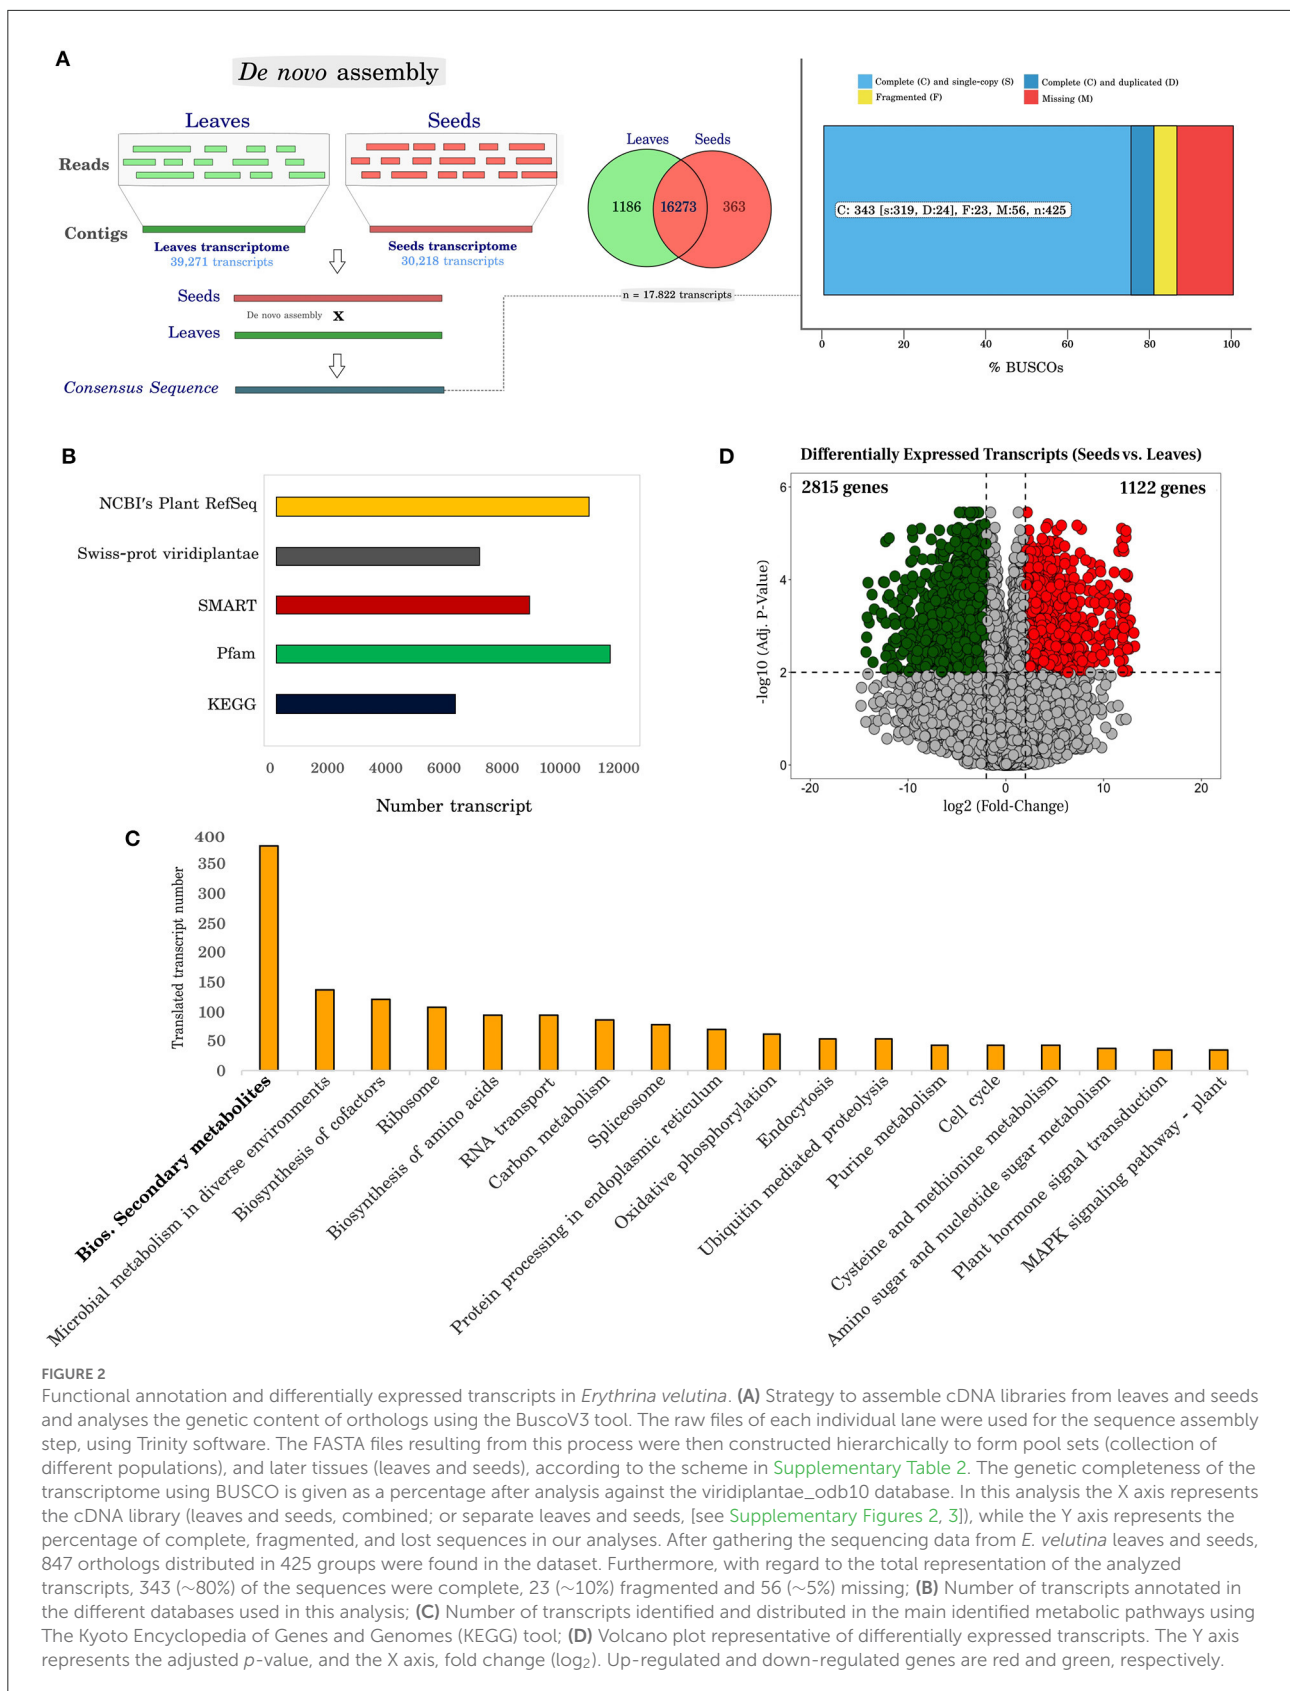 A
De novo assembly
Leaves
Seeds
Reads
Contigs
Leaves transcriptome
39,271 transcripts
Seeds transcriptome
30,218 transcripts
Seeds
De novo assembly X
Leaves
Consensus Sequence
Leaves
Seeds
1186
16273
363
n = 17.822 transcripts
Complete (C) and single-copy (S)
Complete (C) and duplicated (D)
Fragmented (F)
Missing (M)
C: 343 [s:319, D:24], F:23, M:56, n:425
0 20 40 60 80 100
% BUSCOs
B
NCBI's Plant RefSeq
Swiss-prot viridiplantae
SMART
Pfam
KEGG
0 2000 4000 6000 8000 10000 12000
Number transcript
D
Differentially Expressed Transcripts (Seeds vs. Leaves)
2815 genes
1122 genes
6
4
2
0
-log10 (Adj. P-Value)
-20 -10 0 10 20
log2 (Fold-Change)
C
400
350
300
250
200
150
100
50
0
Translated transcript number
Bios. Secondary metabolites
Microbial metabolism in diverse environments
Biosynthesis of cofactors
Ribosome
Biosynthesis of amino acids
RNA transport
Carbon metabolism
Spliceosome
Protein processing in endoplasmic reticulum
Oxidative phosphorylation
Endocytosis
Ubiquitin mediated proteolysis
Purine metabolism
Cell cycle
Cysteine and methionine metabolism
Amino sugar and nucleotide sugar metabolism
Plant hormone signal transduction
MAPK signaling pathway - plant
FIGURE 2
Functional annotation and differentially expressed transcripts in Erythrina velutina. (A) Strategy to assemble cDNA libraries from leaves and seeds
and analyses the genetic content of orthologs using the BuscoV3 tool. The raw files of each individual lane were used for the sequence assembly
step, using Trinity software. The FASTA files resulting from this process were then constructed hierarchically to form pool sets (collection of
different populations), and later tissues (leaves and seeds), according to the scheme in Supplementary Table 2. The genetic completeness of the
transcriptome using BUSCO is given as a percentage after analysis against the viridiplantae_odb10 database. In this analysis the X axis represents
the cDNA library (leaves and seeds, combined; or separate leaves and seeds, [see Supplementary Figures 2, 3]), while the Y axis represents the
percentage of complete, fragmented, and lost sequences in our analyses. After gathering the sequencing data from E. velutina leaves and seeds,
847 orthologs distributed in 425 groups were found in the dataset. Furthermore, with regard to the total representation of the analyzed
transcripts, 343 (∼80%) of the sequences were complete, 23 (∼10%) fragmented and 56 (∼5%) missing; (B) Number of transcripts annotated in
the different databases used in this analysis; (C) Number of transcripts identified and distributed in the main identified metabolic pathways using
The Kyoto Encyclopedia of Genes and Genomes (KEGG) tool; (D) Volcano plot representative of differentially expressed transcripts. The Y axis
represents the adjusted p-value, and the X axis, fold change (log₂). Up-regulated and down-regulated genes are red and green, respectively.